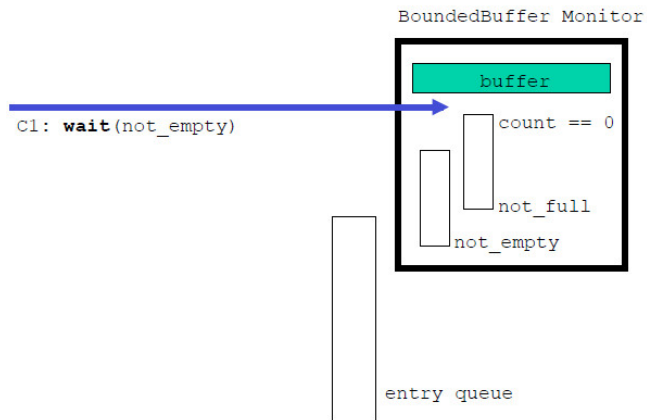 BoundedBuffer Monitor
buffer
C1: wait(not_empty)
count == 0
not_full
not_empty
entry queue